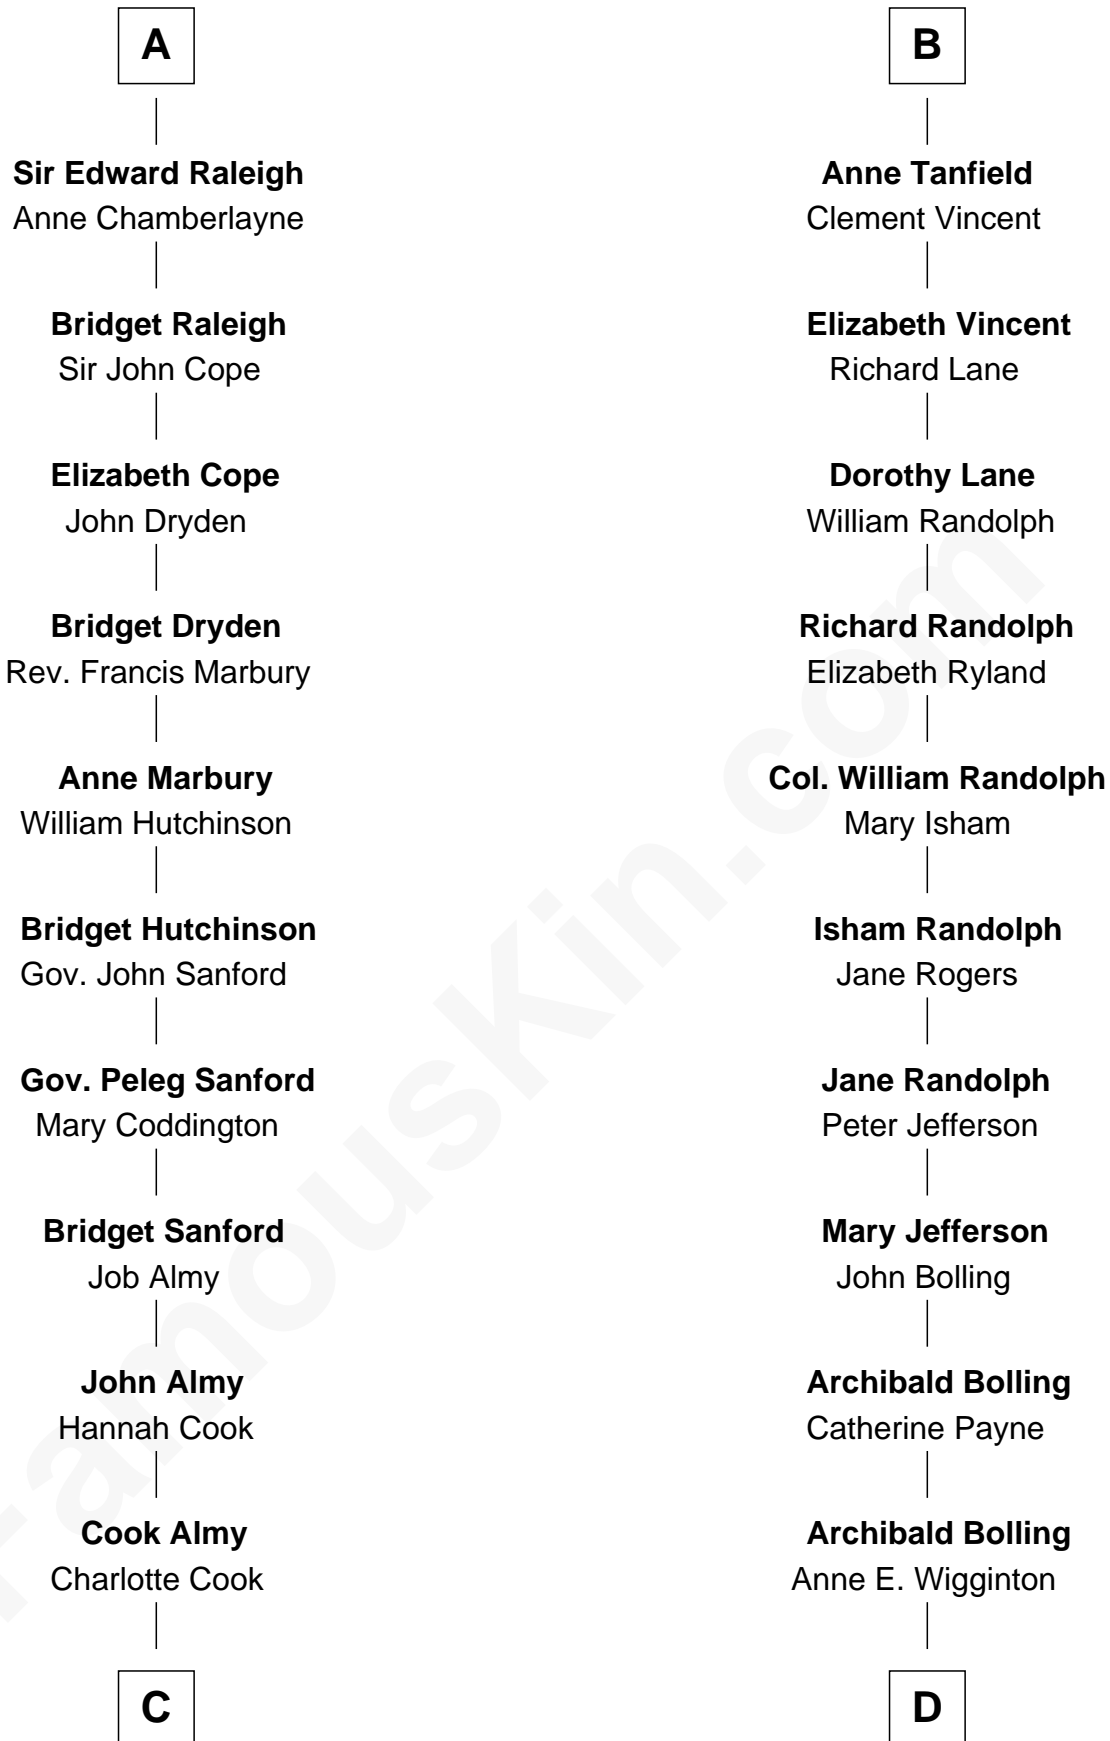 A
Sir Edward Raleigh
Anne Chamberlayne
Bridget Raleigh
Sir John Cope
Elizabeth Cope
John Dryden
Bridget Dryden
Rev. Francis Marbury
Anne Marbury
William Hutchinson
Bridget Hutchinson
Gov. John Sanford
Gov. Peleg Sanford
Mary Coddington
Bridget Sanford
Job Almy
John Almy
Hannah Cook
Cook Almy
Charlotte Cook
C
B
Anne Tanfield
Clement Vincent
Elizabeth Vincent
Richard Lane
Dorothy Lane
William Randolph
Richard Randolph
Elizabeth Ryland
Col. William Randolph
Mary Isham
Isham Randolph
Jane Rogers
Jane Randolph
Peter Jefferson
Mary Jefferson
John Bolling
Archibald Bolling
Catherine Payne
Archibald Bolling
Anne E. Wigginton
D
FamousKin.com